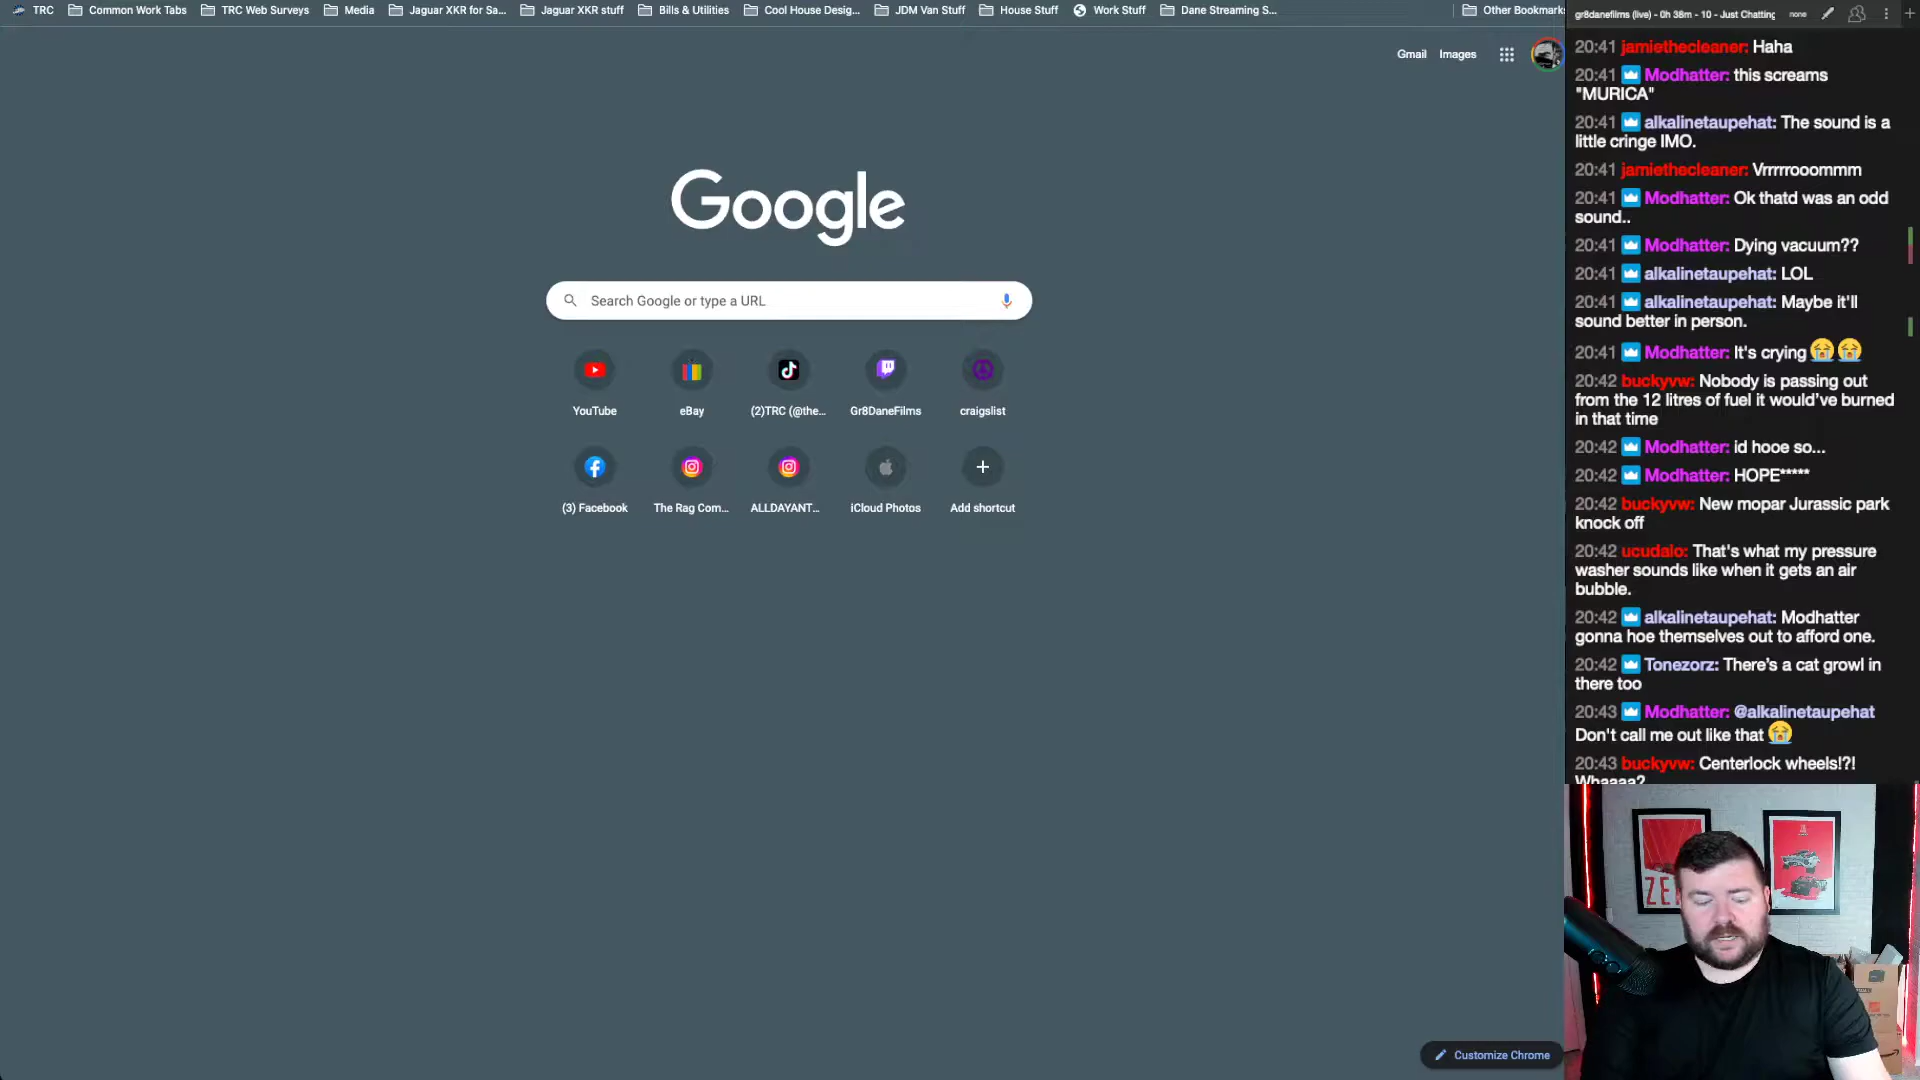 TRC Common Work Tabs TRC Web Surveys Media Jaguar XKR for Sa... Jaguar XKR stuff Bills & Utilities Cool House Desig... JDM Van Stuff House Stuff Work Stuff Dane Streaming S... Other Bookmarks
Gmail Images
Google
Search Google or type a URL
YouTube eBay (2)TRC (@the... Gr8DaneFilms craigslist
(3) Facebook The Rag Com... ALLDAYANT... iCloud Photos Add shortcut
Customize Chrome
gr8danefilms (live) - 0h 38m - 10 - Just Chatting none
20:41 jamiethecleaner: Haha
20:41 Modhatter: this screams
"MURICA"
20:41 alkalinetaupehat: The sound is a
little cringe IMO.
20:41 jamiethecleaner: Vrrrrrooommm
20:41 Modhatter: Ok thatd was an odd
sound..
20:41 Modhatter: Dying vacuum??
20:41 alkalinetaupehat: LOL
20:41 alkalinetaupehat: Maybe it'll
sound better in person.
20:41 Modhatter: It's crying 😭😭
20:42 buckyvw: Nobody is passing out
from the 12 litres of fuel it would've burned
in that time
20:42 Modhatter: id hooe so...
20:42 Modhatter: HOPE*****
20:42 buckyvw: New mopar Jurassic park
knock off
20:42 ucudaio: That's what my pressure
washer sounds like when it gets an air
bubble.
20:42 alkalinetaupehat: Modhatter
gonna hoe themselves out to afford one.
20:42 Tonezorz: There's a cat growl in
there too
20:43 Modhatter: @alkalinetaupehat
Don't call me out like that 😭
20:43 buckyvw: Centerlock wheels!?!
Whaaaa?
ZE